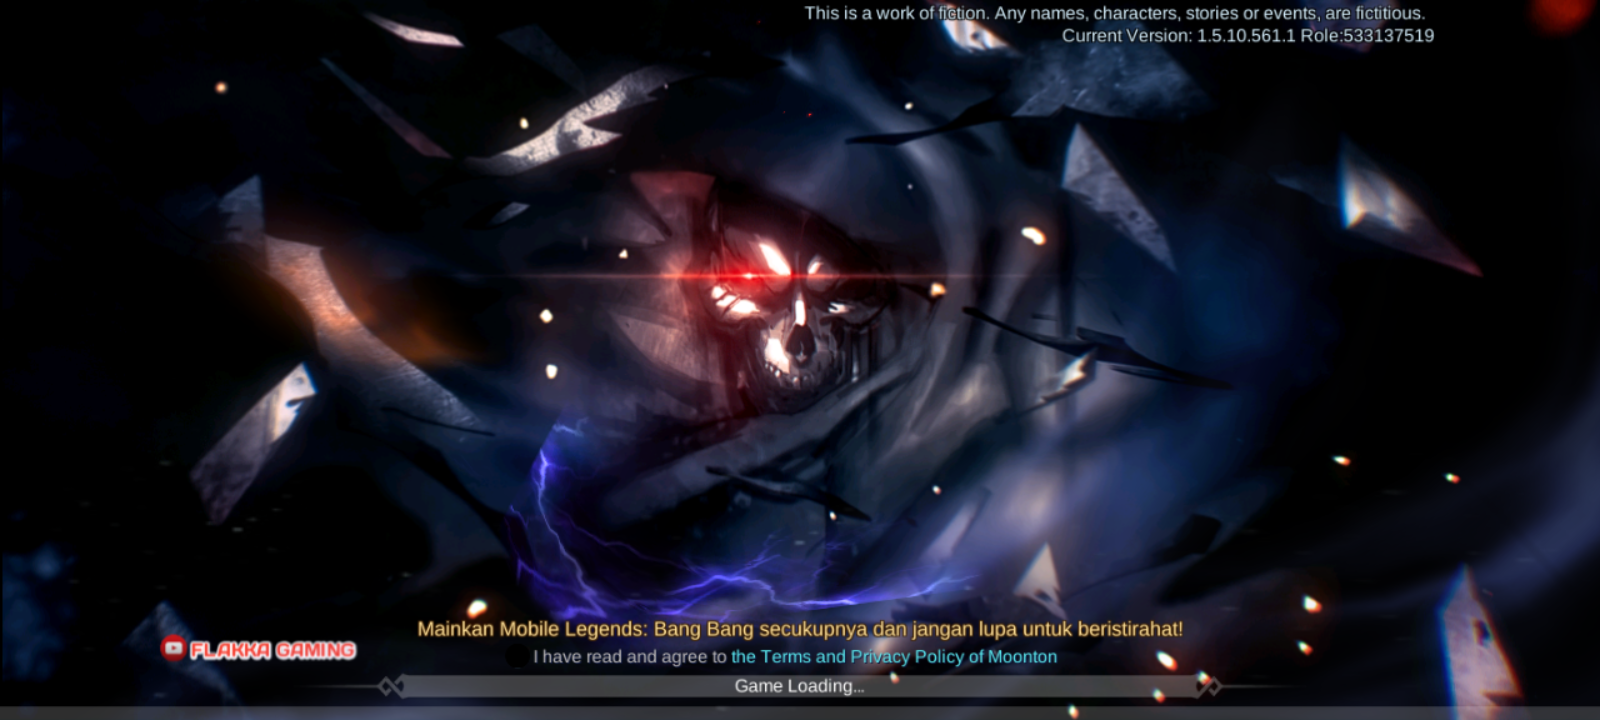 This is a work of fiction. Any names, characters, stories or events, are fictitious.
Current Version: 1.5.10.561.1 Role:533137519
Mainkan Mobile Legends: Bang Bang secukupnya dan jangan lupa untuk beristirahat!
FLAKKA GAMING
I have read and agree to the Terms and Privacy Policy of Moonton
Game Loading...